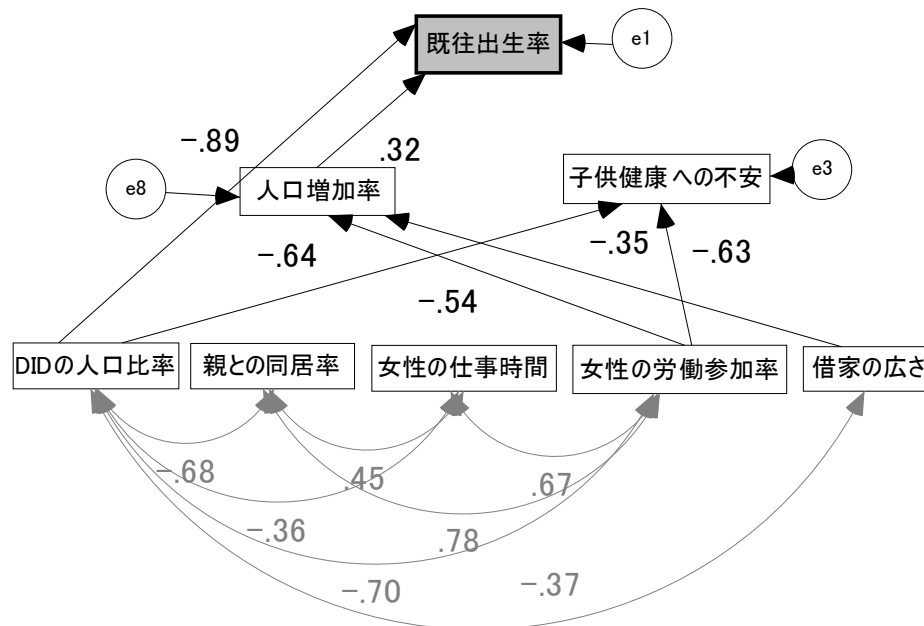 既往出生率
e1
-.89
.32
e8
人口増加率
子供健康への不安
e3
-.64
-.35
-.63
-.54
DIDの人口比率
親との同居率
女性の仕事時間
女性の労働参加率
借家の広さ
-.68
.45
.67
-.36
.78
-.70
-.37